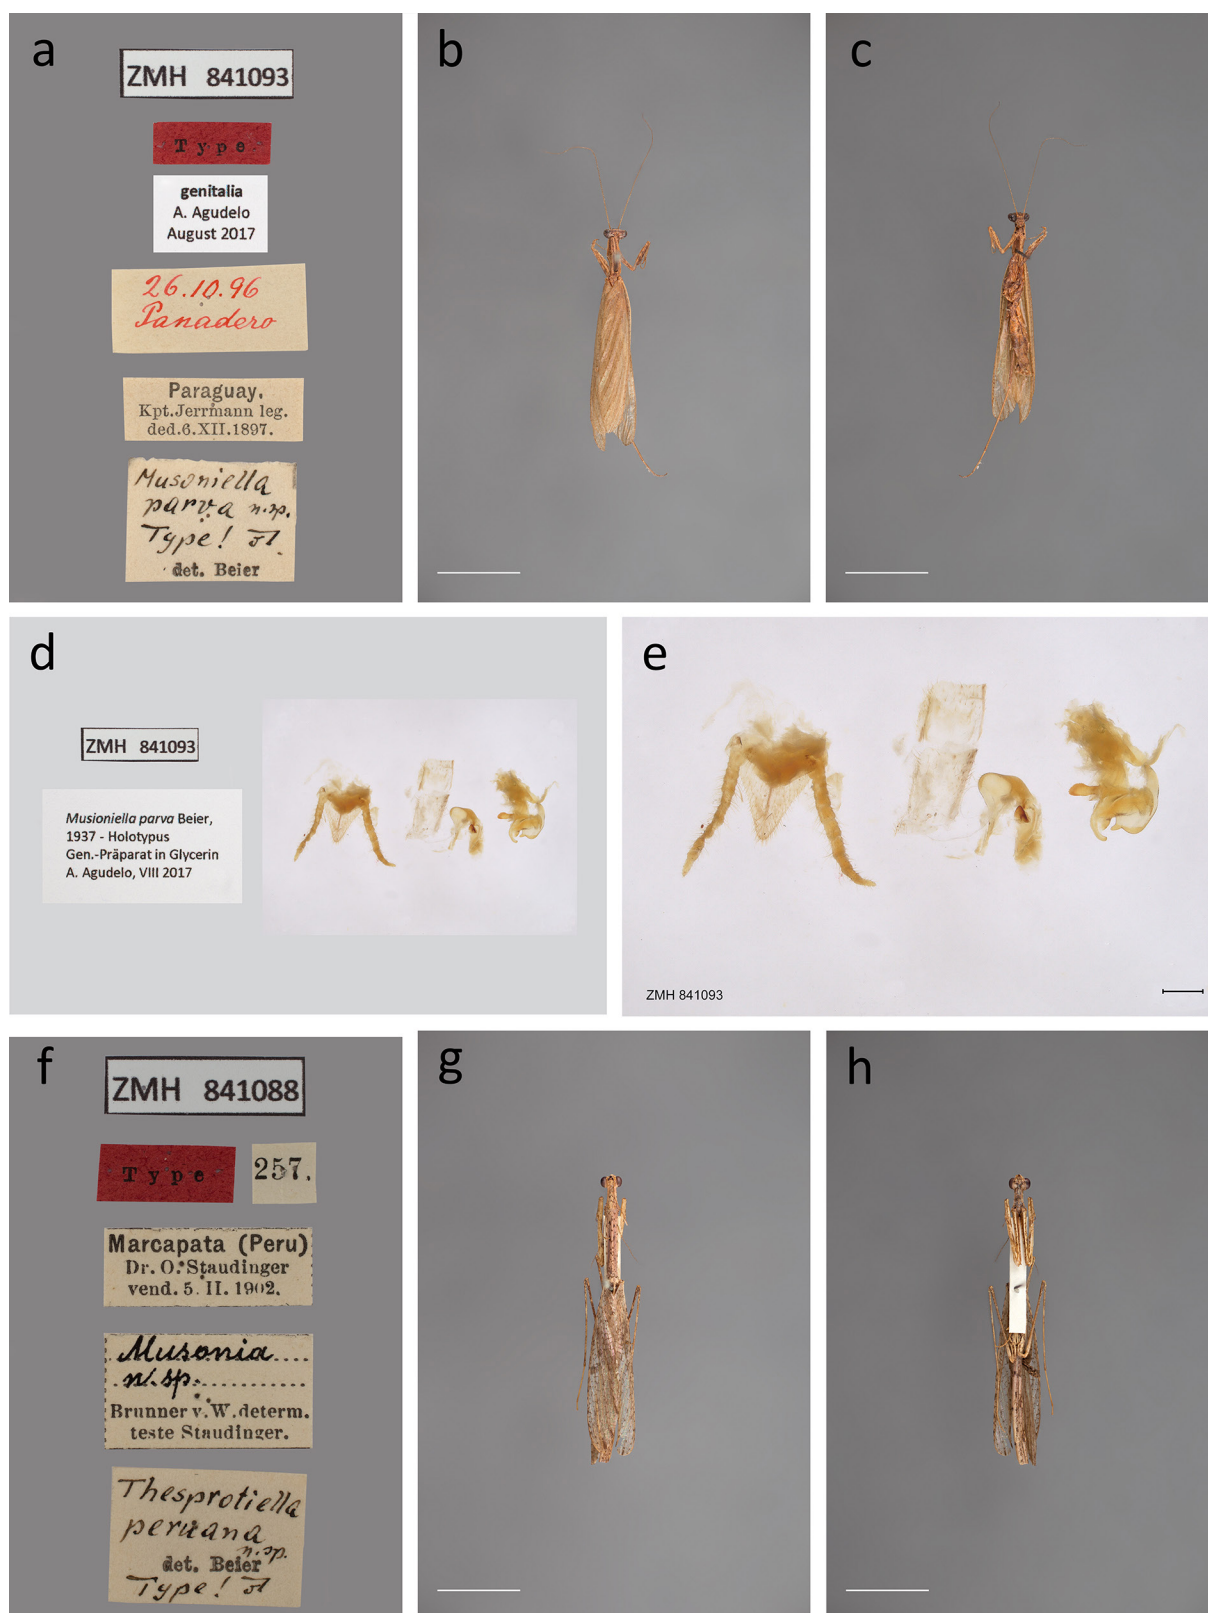 a
ZMH 841093
Type
genitalia
A. Agudelo
August 2017
26.10.96
Panadero
Paraguay.
Kpt.Jerrmann leg.
ded.6.XII.1897.
Musoniella
parva n.sp.
Type!
det. Beier
b
c
d
ZMH 841093
Musioniella parva Beier,
1937 - Holotypus
Gen.-Präparat in Glycerin
A. Agudelo, VIII 2017
e
ZMH 841093
f
ZMH 841088
Type
257.
Marcapata (Peru)
Dr. O. Staudinger
vend. 5. II. 1902.
Musonia
n. sp.
Brunner v. W. determ.
teste Staudinger.
Thesprotiella
peruana
n. sp.
det. Beier
Type!
g
h